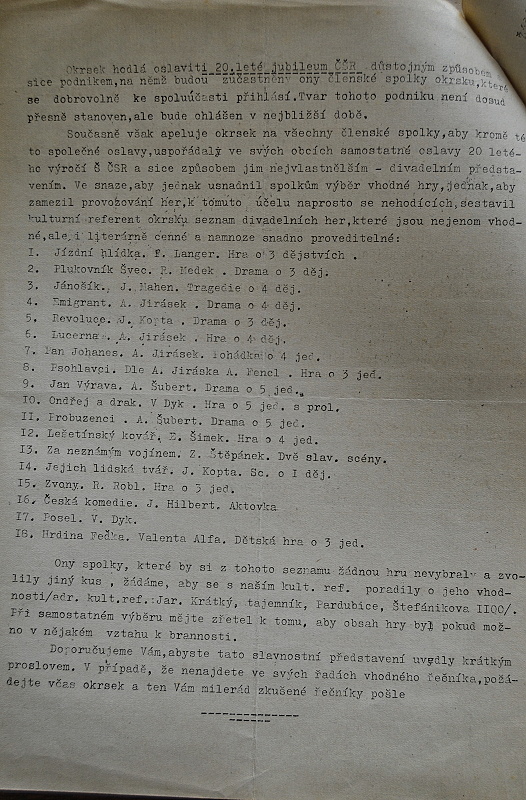 Okrsek hodlá oslaviti 20.leté jubileum ČSR důstojným způsobem
sice podnikem,na němž budou zúčastněny ony členské spolky okrsku,které
se dobrovolně ke spoluúčasti přihlásí.Tvar tohoto podniku není dosud
přesně stanoven,ale bude ohlášen v nejbližší době.
Současně však apeluje okrsek na všechny členské spolky,aby kromě té
to společné oslavy,uspořádaly ve svých obcích samostatné oslavy 20 leté-
ho výročí Š ČSR a sice způsobem jim nejvlastnělším - divadelním předsta-
vením. Ve snaze,aby jednak usnadnil spolkům výběr vhodné hry,jednak,aby
zamezil provozování her,k tomuto účelu naprosto se nehodících,sestavil
kulturní referent okrsku seznam divadelních her,které jsou nejenom vhod-
né,ale,i literárně cenné a namnoze snadno proveditelné:
I. Jízdní hlídka. F. Langer. Hra o 3 dějstvích .
2. Plukovník Švec. R. Medek . Drama o 3 děj.
3. Jánošík. J. Mahen. Tragedie o 4 děj.
4. Emigrant. A. Jirásek . Drama o 4 děj.
5. Revoluce. J. Kopta . Drama o 3 děj.
6. Lucerna. A. Jirásek . Hra o 4 děj.
7. Pan Johanes. A. Jirásek. Pohádka o 4 jed.
8. Psohlavci. Dle A. Jiráska A. Fencl . Hra o 3 jed.
9. Jan Výrava. A. Šubert. Drama o 5 jed.
IO. Ondřej a drak. V Dyk . Hra o 5 jed. s prol.
II. Probuzenci . A. Šubert. Drama o 5 jed.
I2. Lešetínský kovář. E. Šimek. Hra o 4 jed.
I3. Za neznámým vojínem. Z. Štěpánek. Dvě slav. scény.
I4. Jejich lidská tvář. J. Kopta. Sc. o I děj.
I5. Zvony. R. Robl. Hra o 3 jed.
I6. Česká komedie. J. Hilbert. Aktovka
I7. Posel. V. Dyk.
I8. Hrdina Feďka. Valenta Alfa. Dětská hra o 3 jed.
Ony spolky, které by si z tohoto seznamu žádnou hru nevybraly a zvo-
lily jiný kus , žádáme, aby se s naším kult. ref. poradily o jeho vhod-
nosti/adr. kult.ref.:Jar. Krátký, tajemník, Pardubice, Štefánikova IIOO/.
Při samostatném výběru mějte zřetel k tomu, aby obsah hry byl pokud mož-
no v nějakém vztahu k brannosti.
Doporučujeme Vám,abyste tato slavnostní představení uvedly krátkým
proslovem. V případě, že nenajdete ve svých řadách vhodného řečníka,požá-
dejte včas okrsek a ten Vám milerád zkušené řečníky pošle